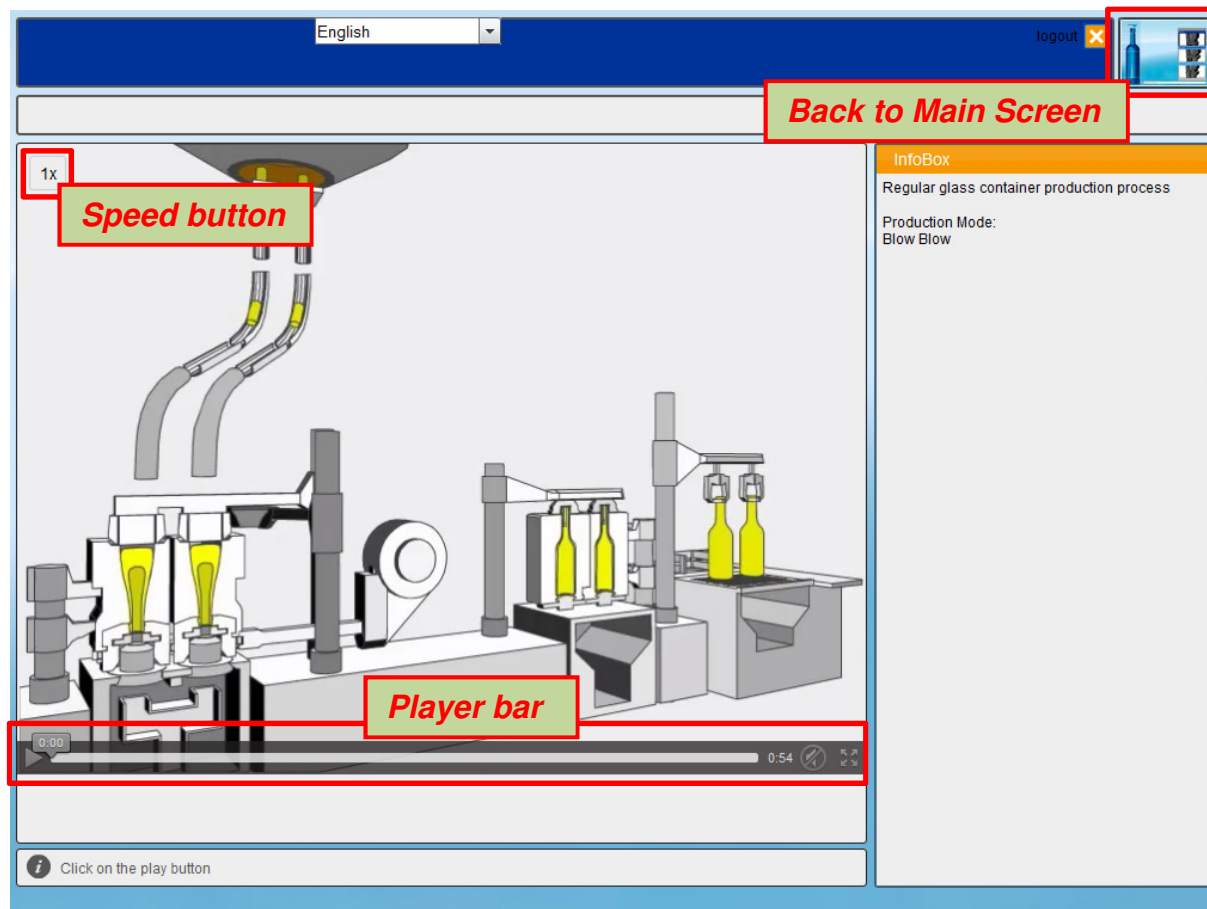 English
logout
Back to Main Screen
1x
Speed button
InfoBox
Regular glass container production process
Production Mode:
Blow Blow
Player bar
0:00
0:54
Click on the play button